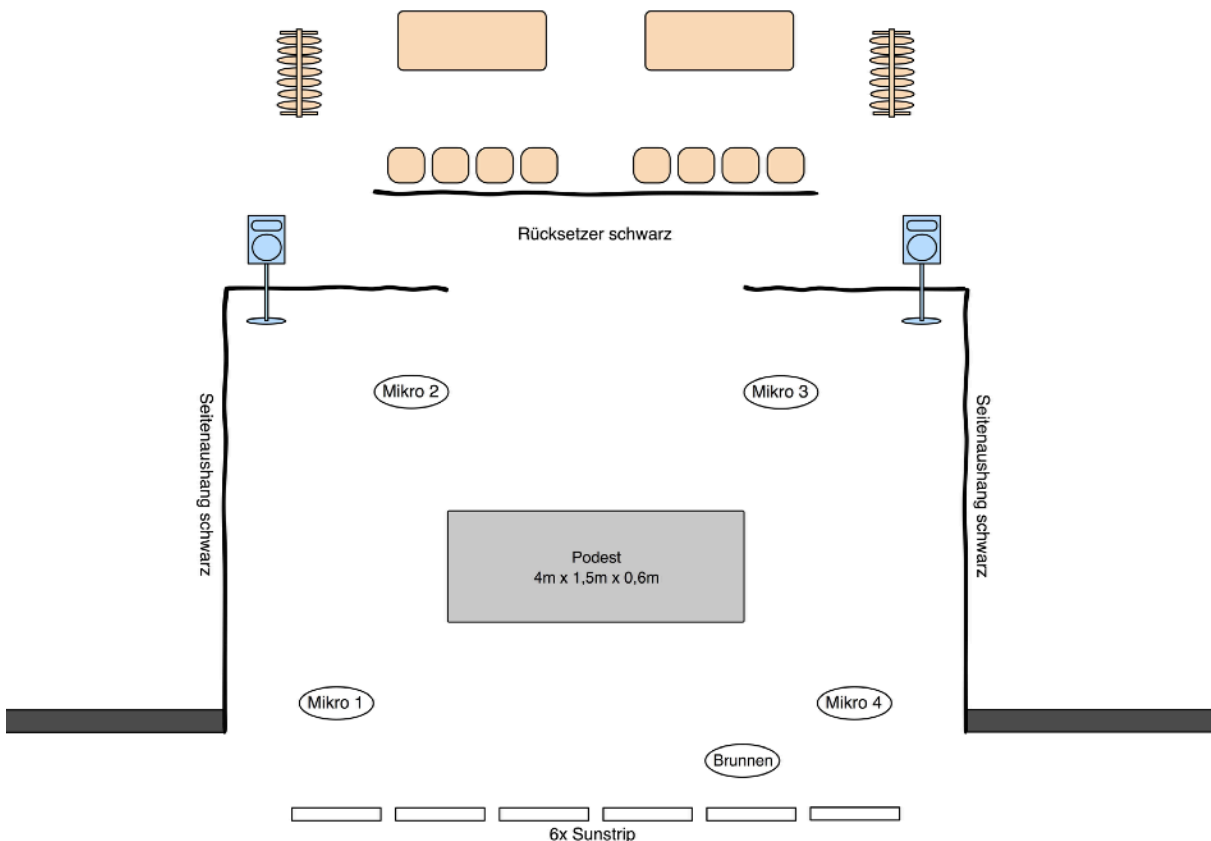 Rücksetzer schwarz
Mikro 2
Mikro 3
Seitenaushang schwarz
Seitenaushang schwarz
Podest
4m x 1,5m x 0,6m
Mikro 1
Mikro 4
Brunnen
6x Sunstrip